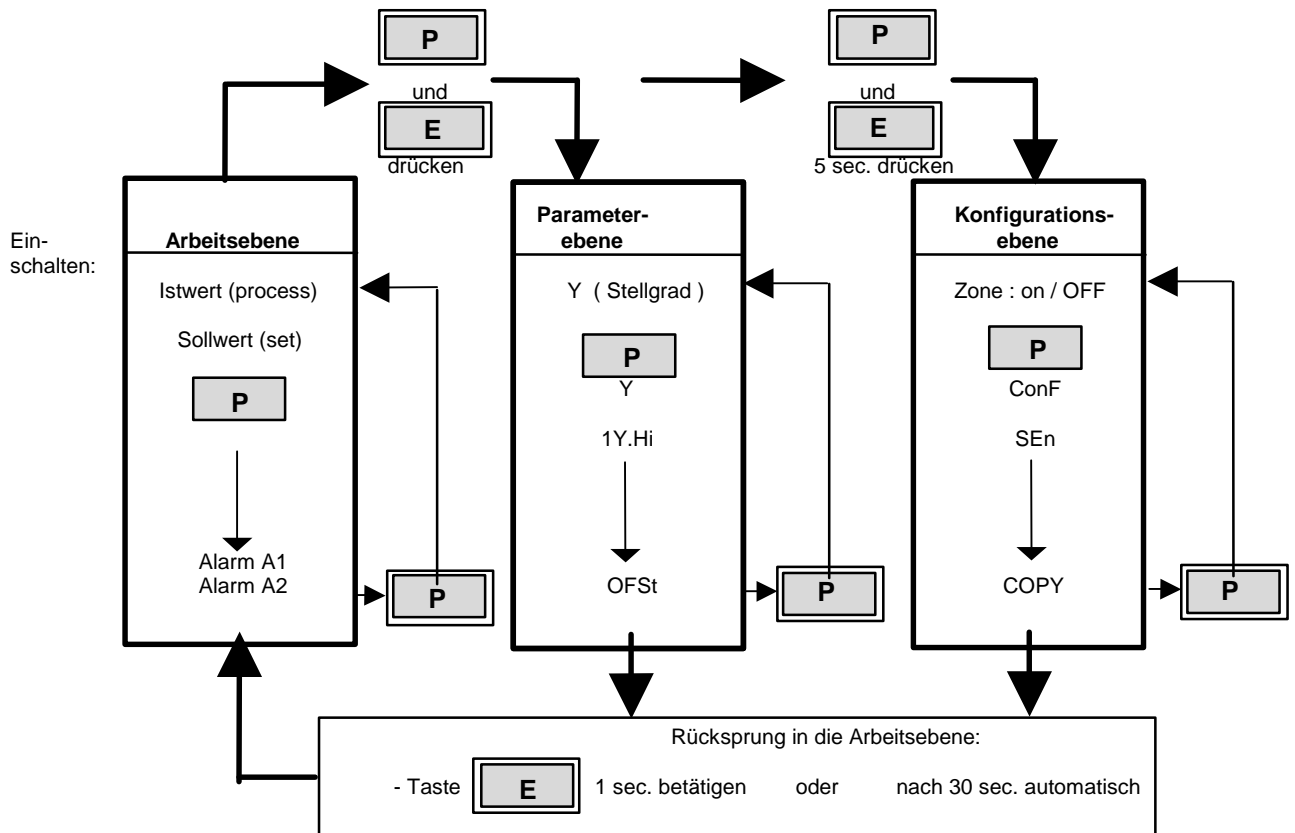 P
und
E
drücken
P
und
E
5 sec. drücken
Ein-
schalten:
Arbeitsebene
Istwert (process)
Sollwert (set)
P
Alarm A1
Alarm A2
P
Parameter-
ebene
Y ( Stellgrad )
P
Y
1Y.Hi
OFSt
P
Konfigurations-
ebene
Zone : on / OFF
P
ConF
SEn
COPY
P
Rücksprung in die Arbeitsebene:
- Taste E 1 sec. betätigen oder nach 30 sec. automatisch